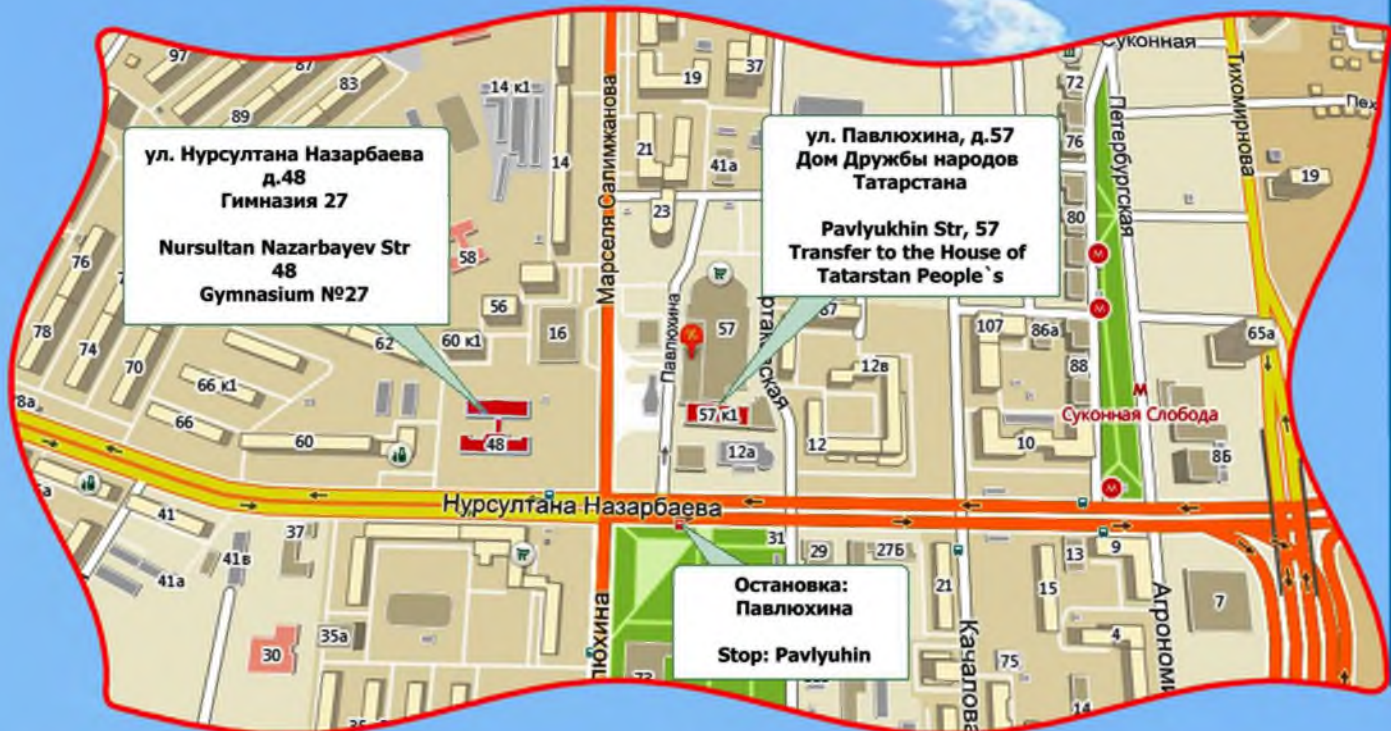 Суконная
97
87
83
89
14 к1
19
37
72
Петербургская
Тихомирнова
ул. Нурсултана Назарбаева
д.48
Гимназия 27
Nursultan Nazarbayev Str
48
Gymnasium №27
14
Марселя Салимжанова
21
41а
23
ул. Павлюхина, д.57
Дом Дружбы народов
Татарстана
Pavlyukhin Str, 57
Transfer to the House of
Tatarstan People`s
76
80
19
76
58
56
16
78
74
70
62
60 к1
66 к1
66
60
48
Павлюхина
57
57 к1
12а
87
12в
12
107
86а
88
10
65а
М
Суконная Слобода
8Б
78а
Нурсултана Назарбаева
41
37
41в
41а
35а
30
31
29
27Б
21
15
13
9
4
7
75
14
73
Остановка:
Павлюхина
Stop: Pavlyuhin
Качалова